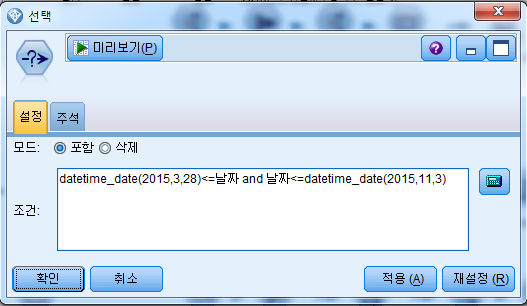 선택
미리보기(P)
설정 주석
모드: 포함 삭제
조건: datetime_date(2015,3,28)<=날짜 and 날짜<=datetime_date(2015,11,3)
확인 취소 적용 (A) 재설정 (R)